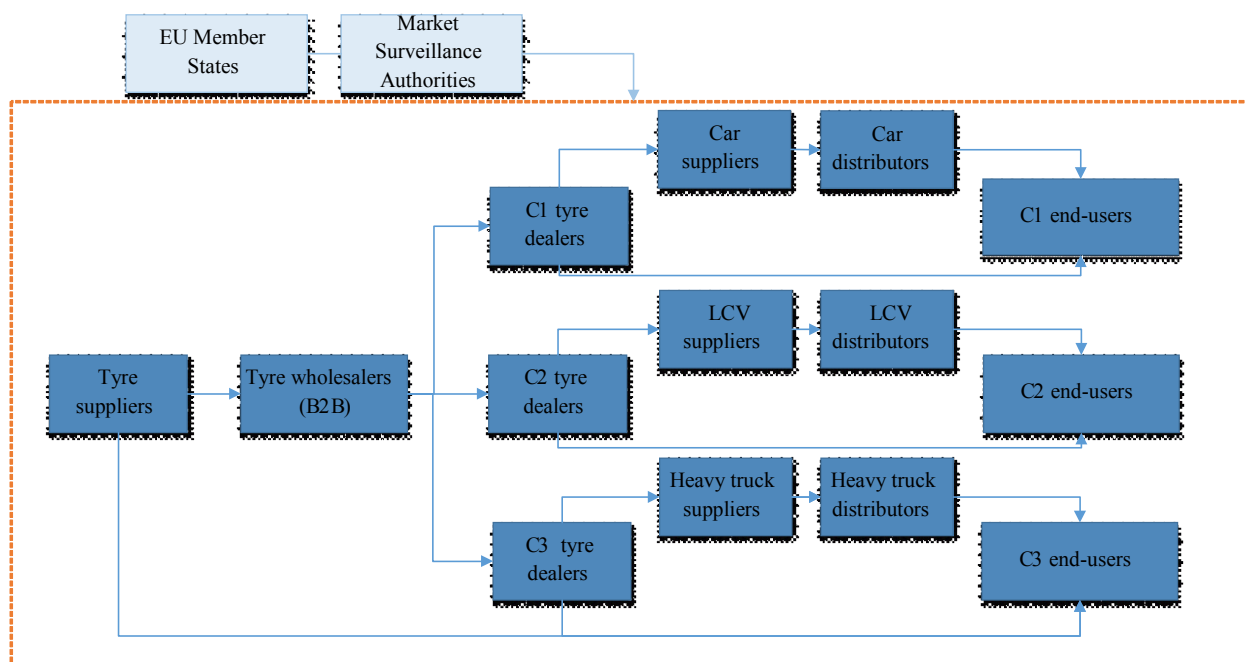 EU Member
States
Market
Surveillance
Authorities
Car
suppliers
Car
distributors
C1 tyre
dealers
C1 end-users
LCV
suppliers
LCV
distributors
Tyre
suppliers
Tyre wholesalers
(B2B)
C2 tyre
dealers
C2 end-users
Heavy truck
suppliers
Heavy truck
distributors
C3 tyre
dealers
C3 end-users